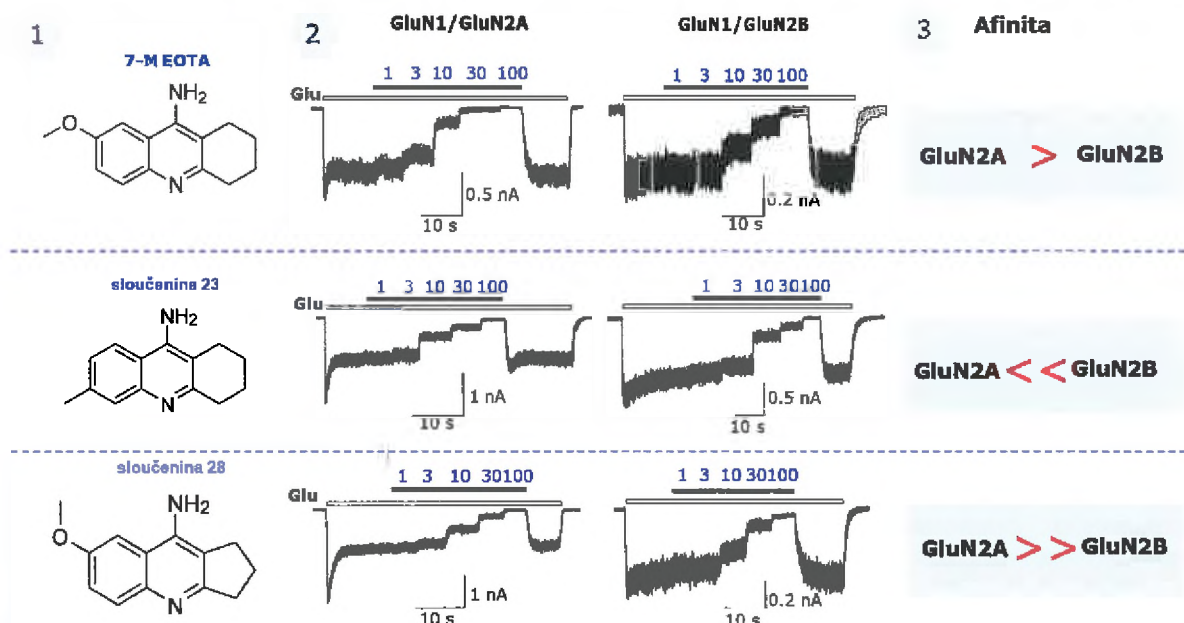 1
2
GluN1/GluN2A
GluN1/GluN2B
3
Afinita
7-MEOTA
NH2
O
N
1 3 10 30 100
Glu
0.5 nA
10 s
1 3 10 30 100
0.2 nA
10 s
GluN2A > GluN2B
sloučenina 23
NH2
N
1 3 10 30 100
Glu
1 nA
10 s
1 3 10 30 100
0.5 nA
10 s
GluN2A < < GluN2B
sloučenina 28
NH2
O
N
1 3 10 30 100
Glu
1 nA
10 s
1 3 10 30 100
0.2 nA
10 s
GluN2A > > GluN2B